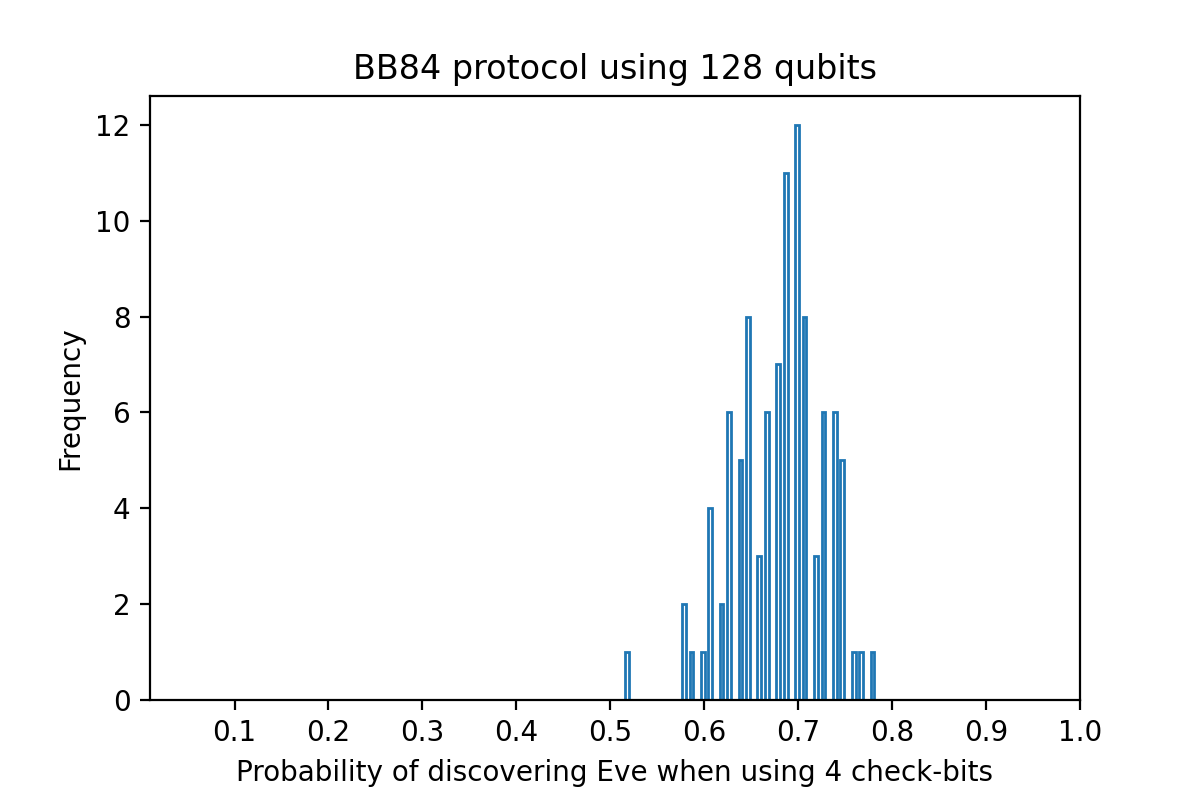 BB84 protocol using 128 qubits
12
10
8
6
4
2
0
Frequency
0.1 0.2 0.3 0.4 0.5 0.6 0.7 0.8 0.9 1.0
Probability of discovering Eve when using 4 check-bits